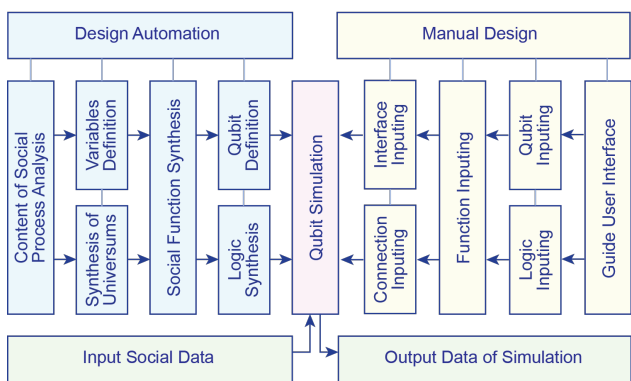 Design Automation
Manual Design
Content of Social
Process Analysis
Variables
Definition
Synthesis of
Universums
Social Function Synthesis
Qubit
Definition
Logic
Synthesis
Qubit Simulation
Interface
Inputing
Connection
Inputing
Function Inputing
Qubit
Inputing
Logic
Inputing
Guide User Interface
Input Social Data
Output Data of Simulation